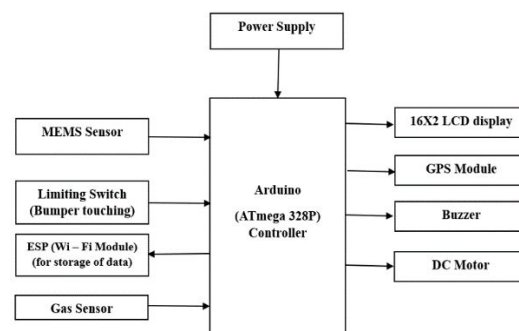 Power Supply
MEMS Sensor
Limiting Switch
(Bumper touching)
ESP (Wi – Fi Module)
(for storage of data)
Gas Sensor
Arduino
(ATmega 328P)
Controller
16X2 LCD display
GPS Module
Buzzer
DC Motor